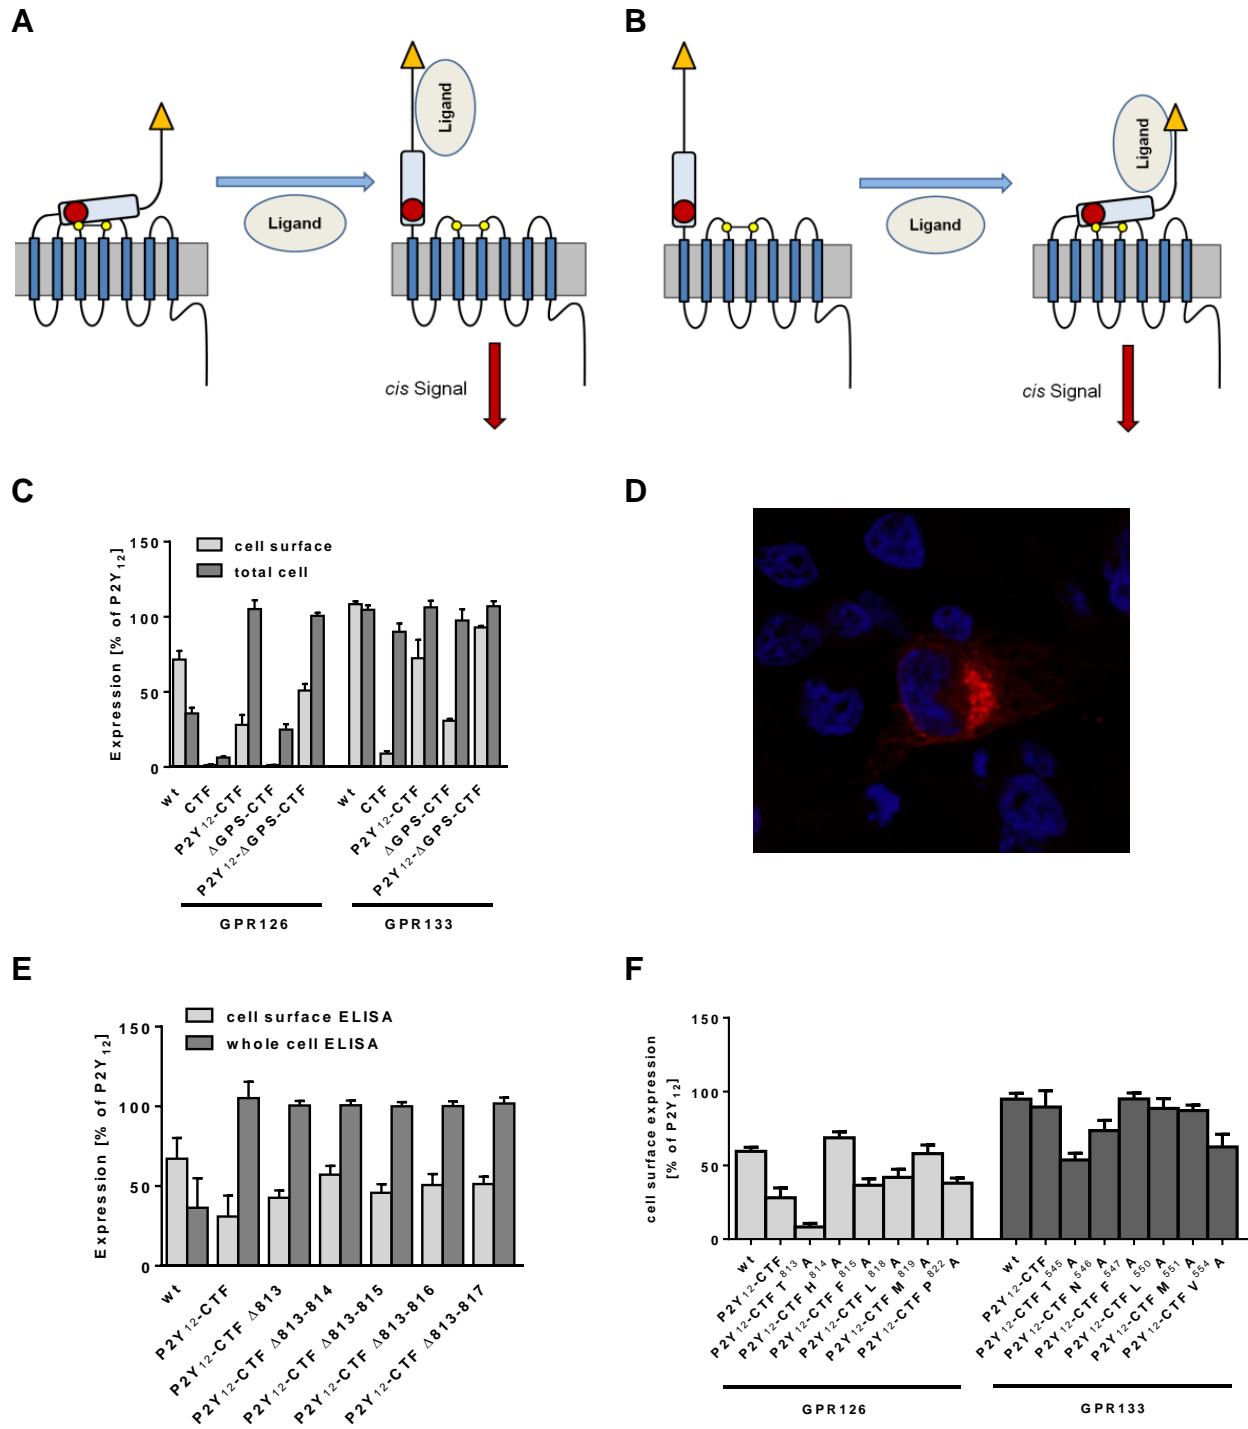 A
B
Ligand
Ligand
cis Signal
Ligand
Ligand
cis Signal
C
D
Expression [% of P2Y12]
150
100
50
0
cell surface
total cell
wt
CTF
P2Y12-CTF
ΔGPS-CTF
P2Y12-ΔGPS-CTF
wt
CTF
P2Y12-CTF
ΔGPS-CTF
P2Y12-ΔGPS-CTF
GPR126
GPR133
E
F
Expression [% of P2Y12]
150
100
50
0
cell surface ELISA
whole cell ELISA
wt
P2Y12-CTF
P2Y12-CTF Δ813
P2Y12-CTF Δ813-814
P2Y12-CTF Δ813-815
P2Y12-CTF Δ813-816
P2Y12-CTF Δ813-817
cell surface expression
[% of P2Y12]
150
100
50
0
wt
P2Y12-CTF
P2Y12-CTF T813A
P2Y12-CTF H814A
P2Y12-CTF F815A
P2Y12-CTF L818A
P2Y12-CTF M819A
P2Y12-CTF P822A
wt
P2Y12-CTF
P2Y12-CTF T545A
P2Y12-CTF N546A
P2Y12-CTF F547A
P2Y12-CTF L550A
P2Y12-CTF M551A
P2Y12-CTF V554A
GPR126
GPR133